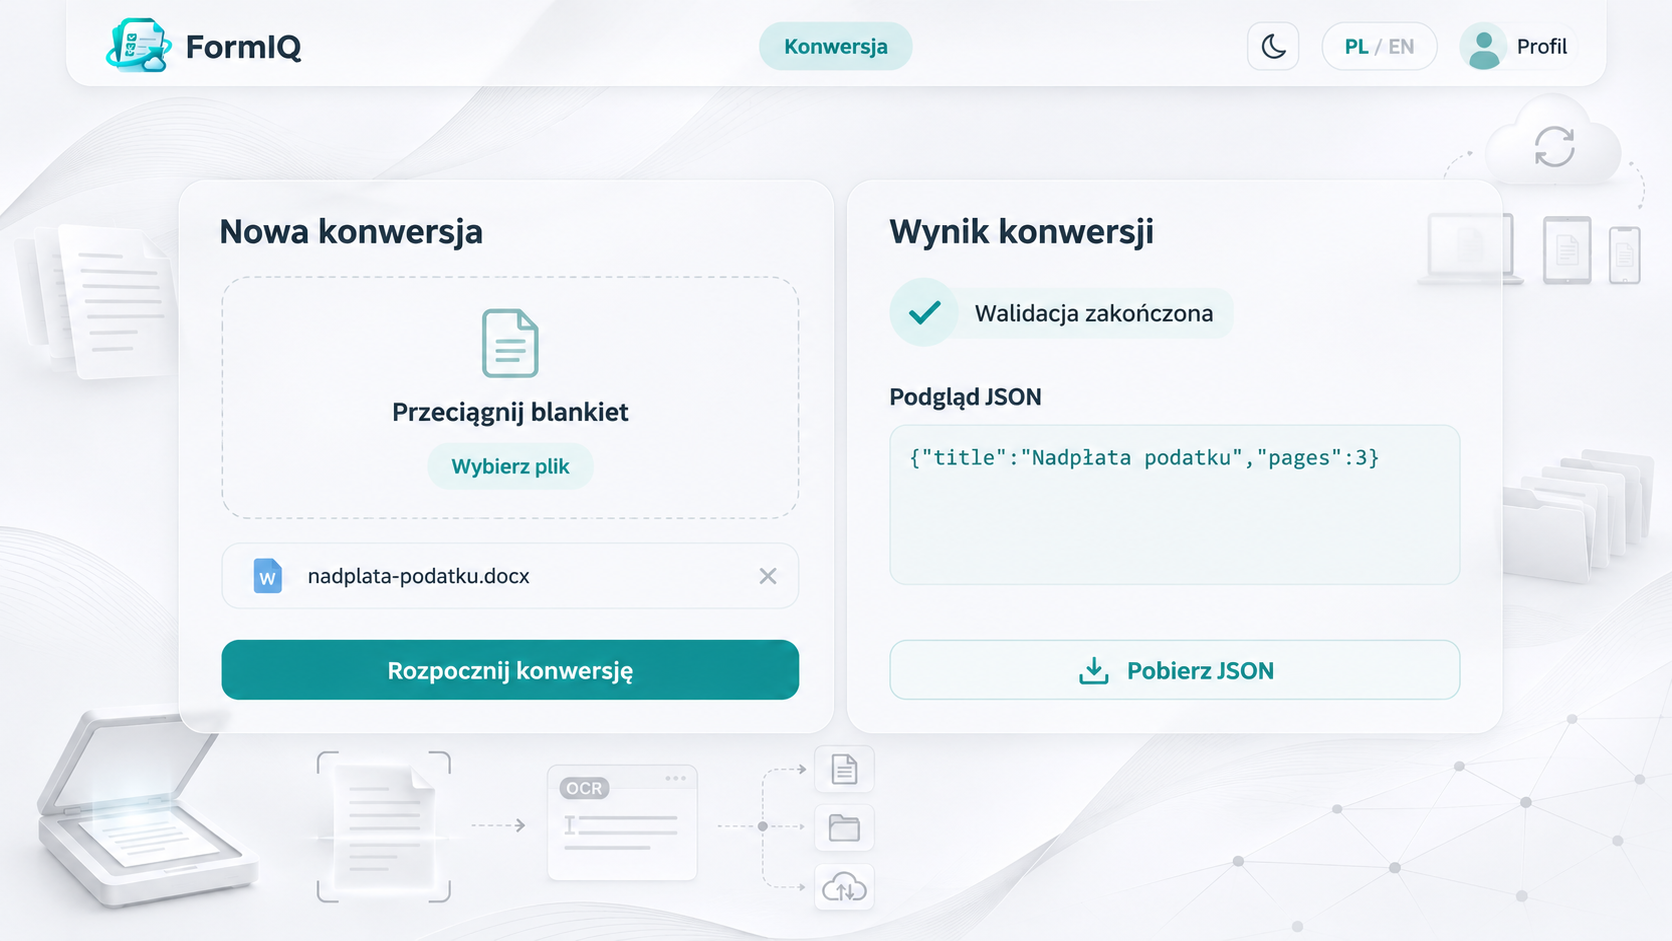 FormIQ
Konwersja
PL / EN
Profil
Nowa konwersja
Przeciągnij blankiet
Wybierz plik
W
nadplata-podatku.docx
Rozpocznij konwersję
Wynik konwersji
Walidacja zakończona
Podgląd JSON
{"title":"Nadpłata podatku","pages":3}
Pobierz JSON
OCR